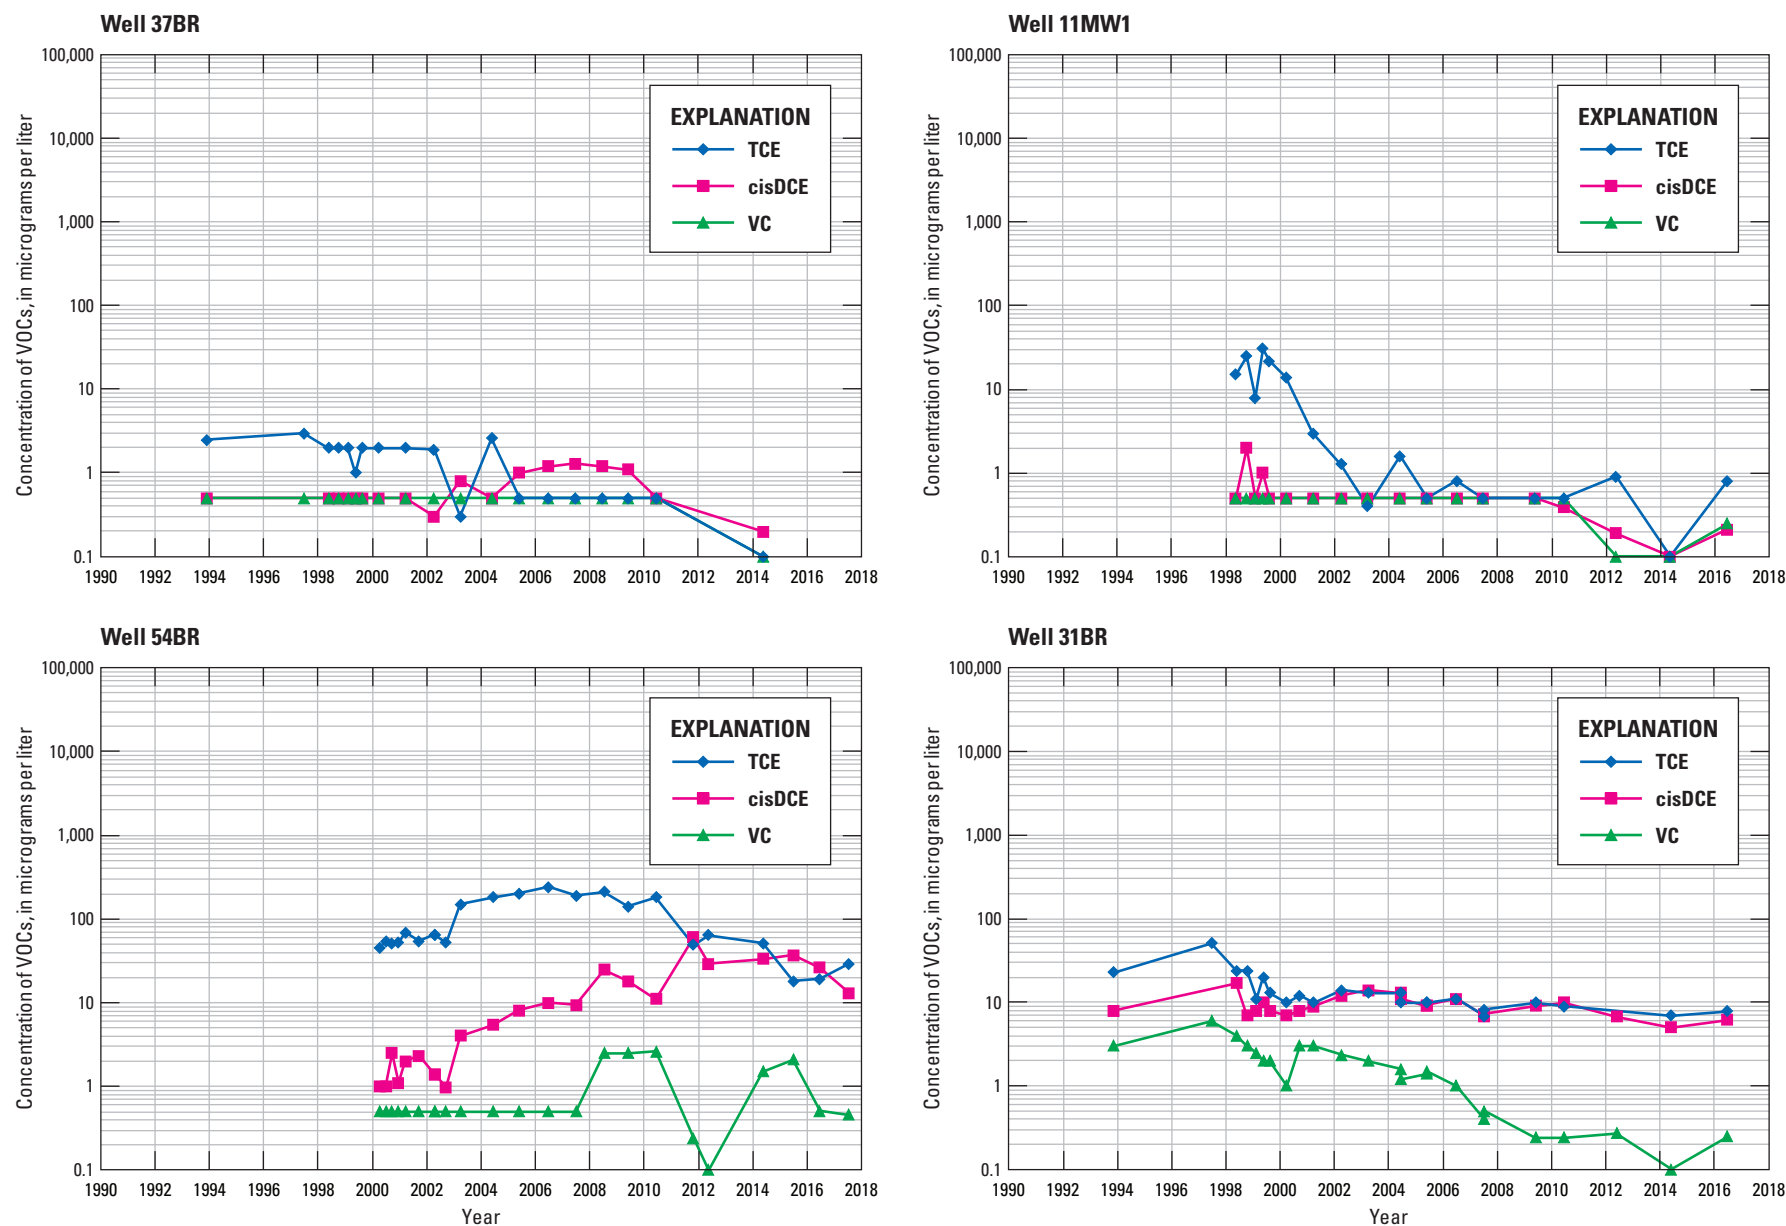 Well 37BR
Concentration of VOCs, in micrograms per liter
100,000
10,000
1,000
100
10
1
0.1
EXPLANATION
TCE
cisDCE
VC
1990 1992 1994 1996 1998 2000 2002 2004 2006 2008 2010 2012 2014 2016 2018
Well 11MW1
Concentration of VOCs, in micrograms per liter
100,000
10,000
1,000
100
10
1
0.1
EXPLANATION
TCE
cisDCE
VC
1990 1992 1994 1996 1998 2000 2002 2004 2006 2008 2010 2012 2014 2016 2018
Well 54BR
Concentration of VOCs, in micrograms per liter
100,000
10,000
1,000
100
10
1
0.1
EXPLANATION
TCE
cisDCE
VC
1990 1992 1994 1996 1998 2000 2002 2004 2006 2008 2010 2012 2014 2016 2018
Year
Well 31BR
Concentration of VOCs, in micrograms per liter
100,000
10,000
1,000
100
10
1
0.1
EXPLANATION
TCE
cisDCE
VC
1990 1992 1994 1996 1998 2000 2002 2004 2006 2008 2010 2012 2014 2016 2018
Year